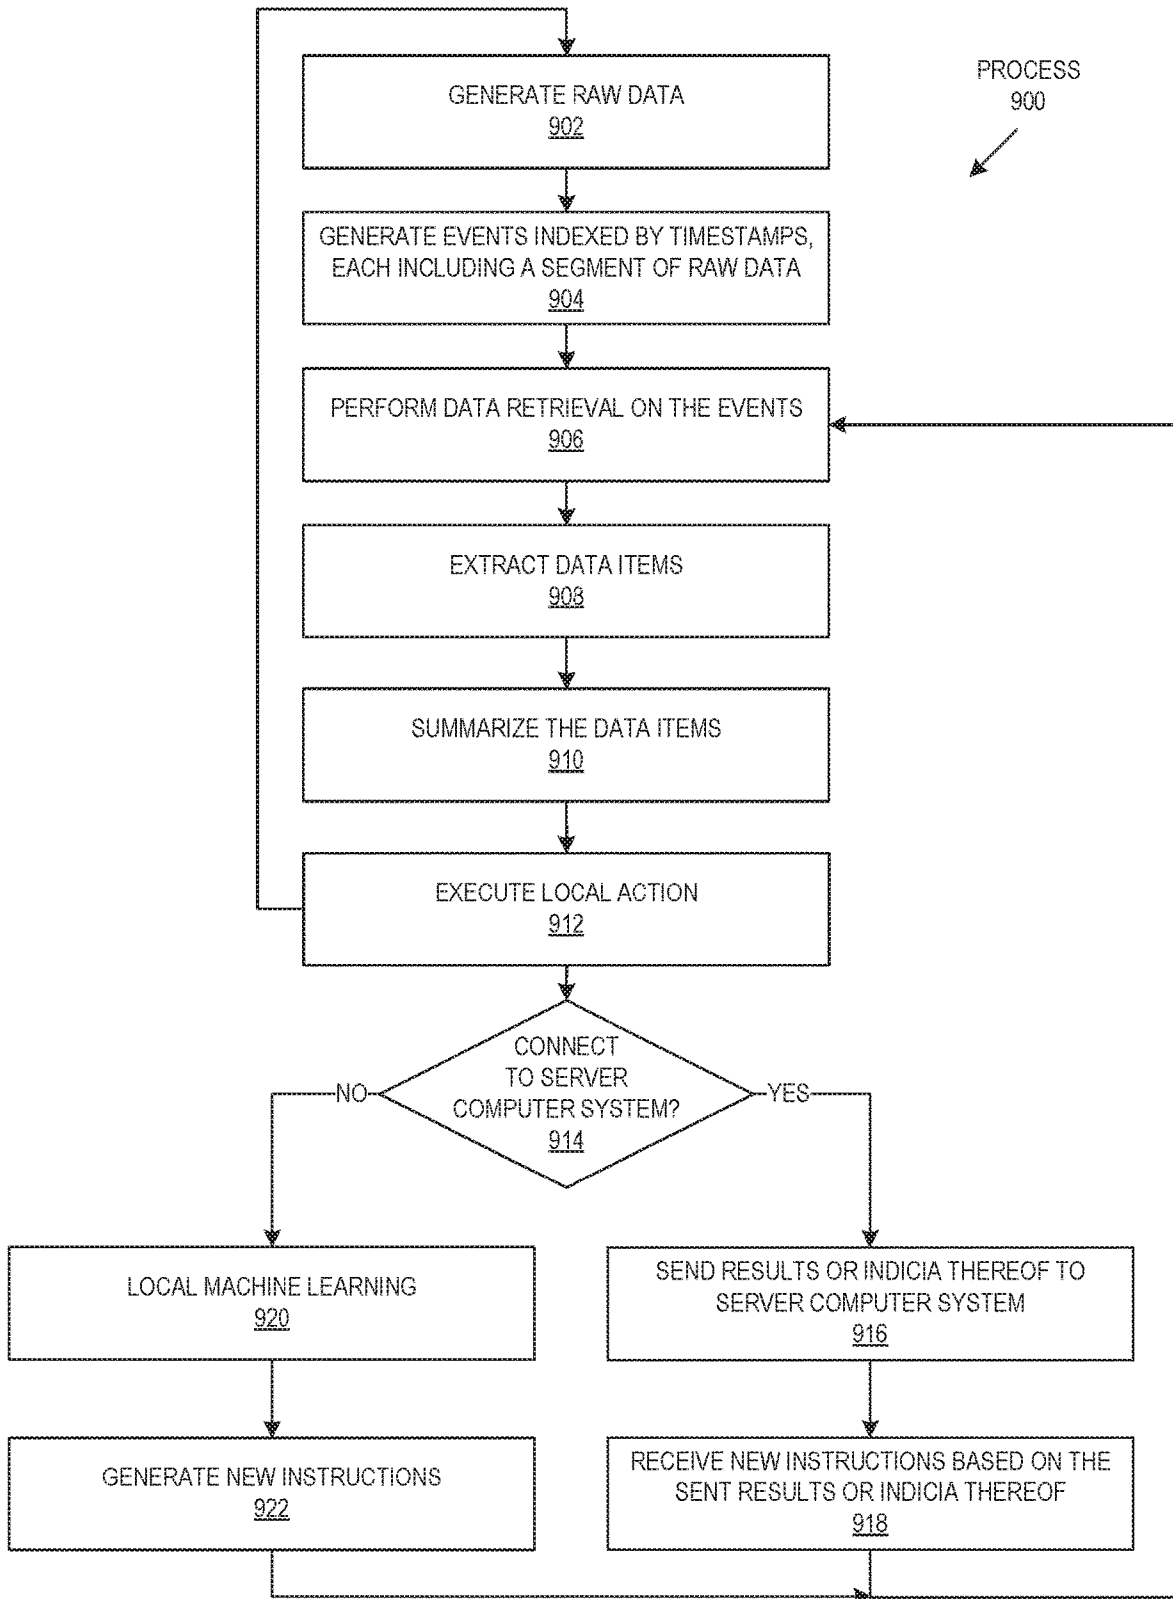 PROCESS
900
GENERATE RAW DATA
902
GENERATE EVENTS INDEXED BY TIMESTAMPS,
EACH INCLUDING A SEGMENT OF RAW DATA
904
PERFORM DATA RETRIEVAL ON THE EVENTS
906
EXTRACT DATA ITEMS
908
SUMMARIZE THE DATA ITEMS
910
EXECUTE LOCAL ACTION
912
CONNECT
TO SERVER
COMPUTER SYSTEM?
914
NO
YES
LOCAL MACHINE LEARNING
920
SEND RESULTS OR INDICIA THEREOF TO
SERVER COMPUTER SYSTEM
916
GENERATE NEW INSTRUCTIONS
922
RECEIVE NEW INSTRUCTIONS BASED ON THE
SENT RESULTS OR INDICIA THEREOF
918